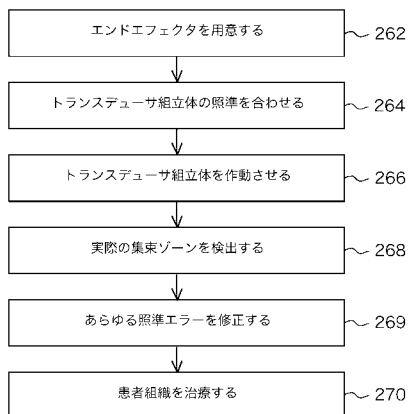 エンドエフェクタを用意する 262
トランスデューサ組立体の照準を合わせる 264
トランスデューサ組立体を作動させる 266
実際の集束ゾーンを検出する 268
あらゆる照準エラーを修正する 269
患者組織を治療する 270